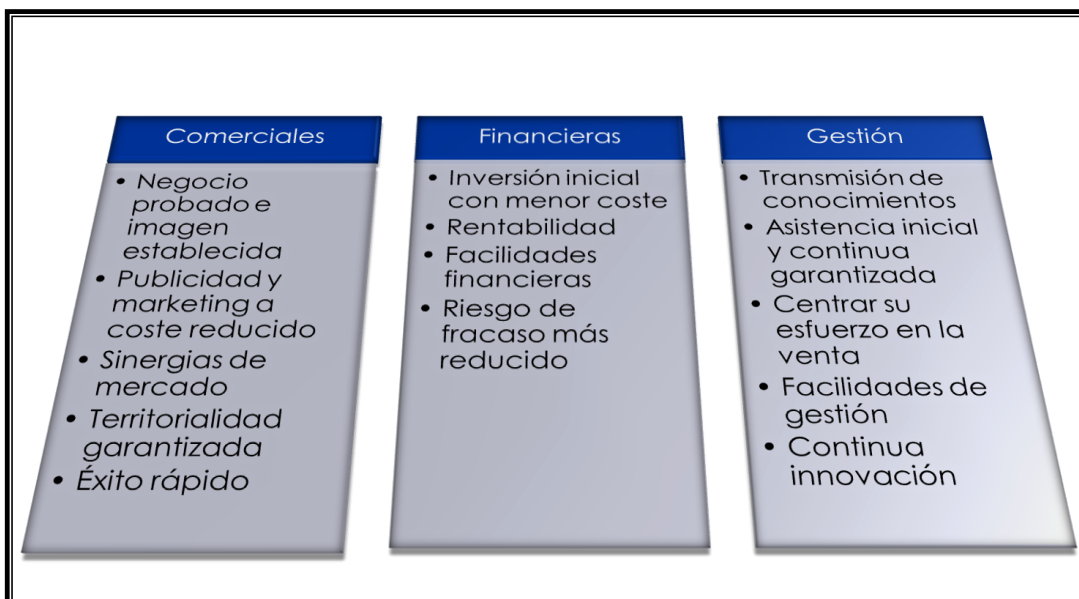 Comerciales
• Negocio
probado e
imagen
establecida
• Publicidad y
marketing a
coste reducido
• Sinergias de
mercado
• Territorialidad
garantizada
• Éxito rápido
Financieras
• Inversión inicial
con menor coste
• Rentabilidad
• Facilidades
financieras
• Riesgo de
fracaso más
reducido
Gestión
• Transmisión de
conocimientos
• Asistencia inicial
y continua
garantizada
• Centrar su
esfuerzo en la
venta
• Facilidades de
gestión
• Continua
innovación